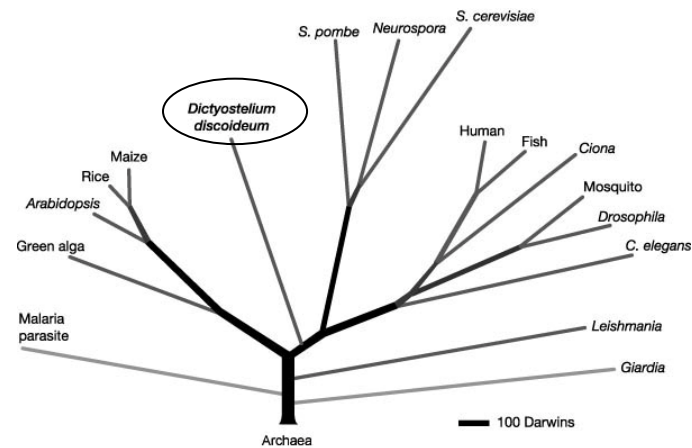 S. cerevisiae
Neurospora
S. pombe
Dictyostelium
discoideum
Human
Fish
Ciona
Maize
Rice
Mosquito
Arabidopsis
Drosophila
Green alga
C. elegans
Malaria
parasite
Leishmania
Giardia
100 Darwins
Archaea